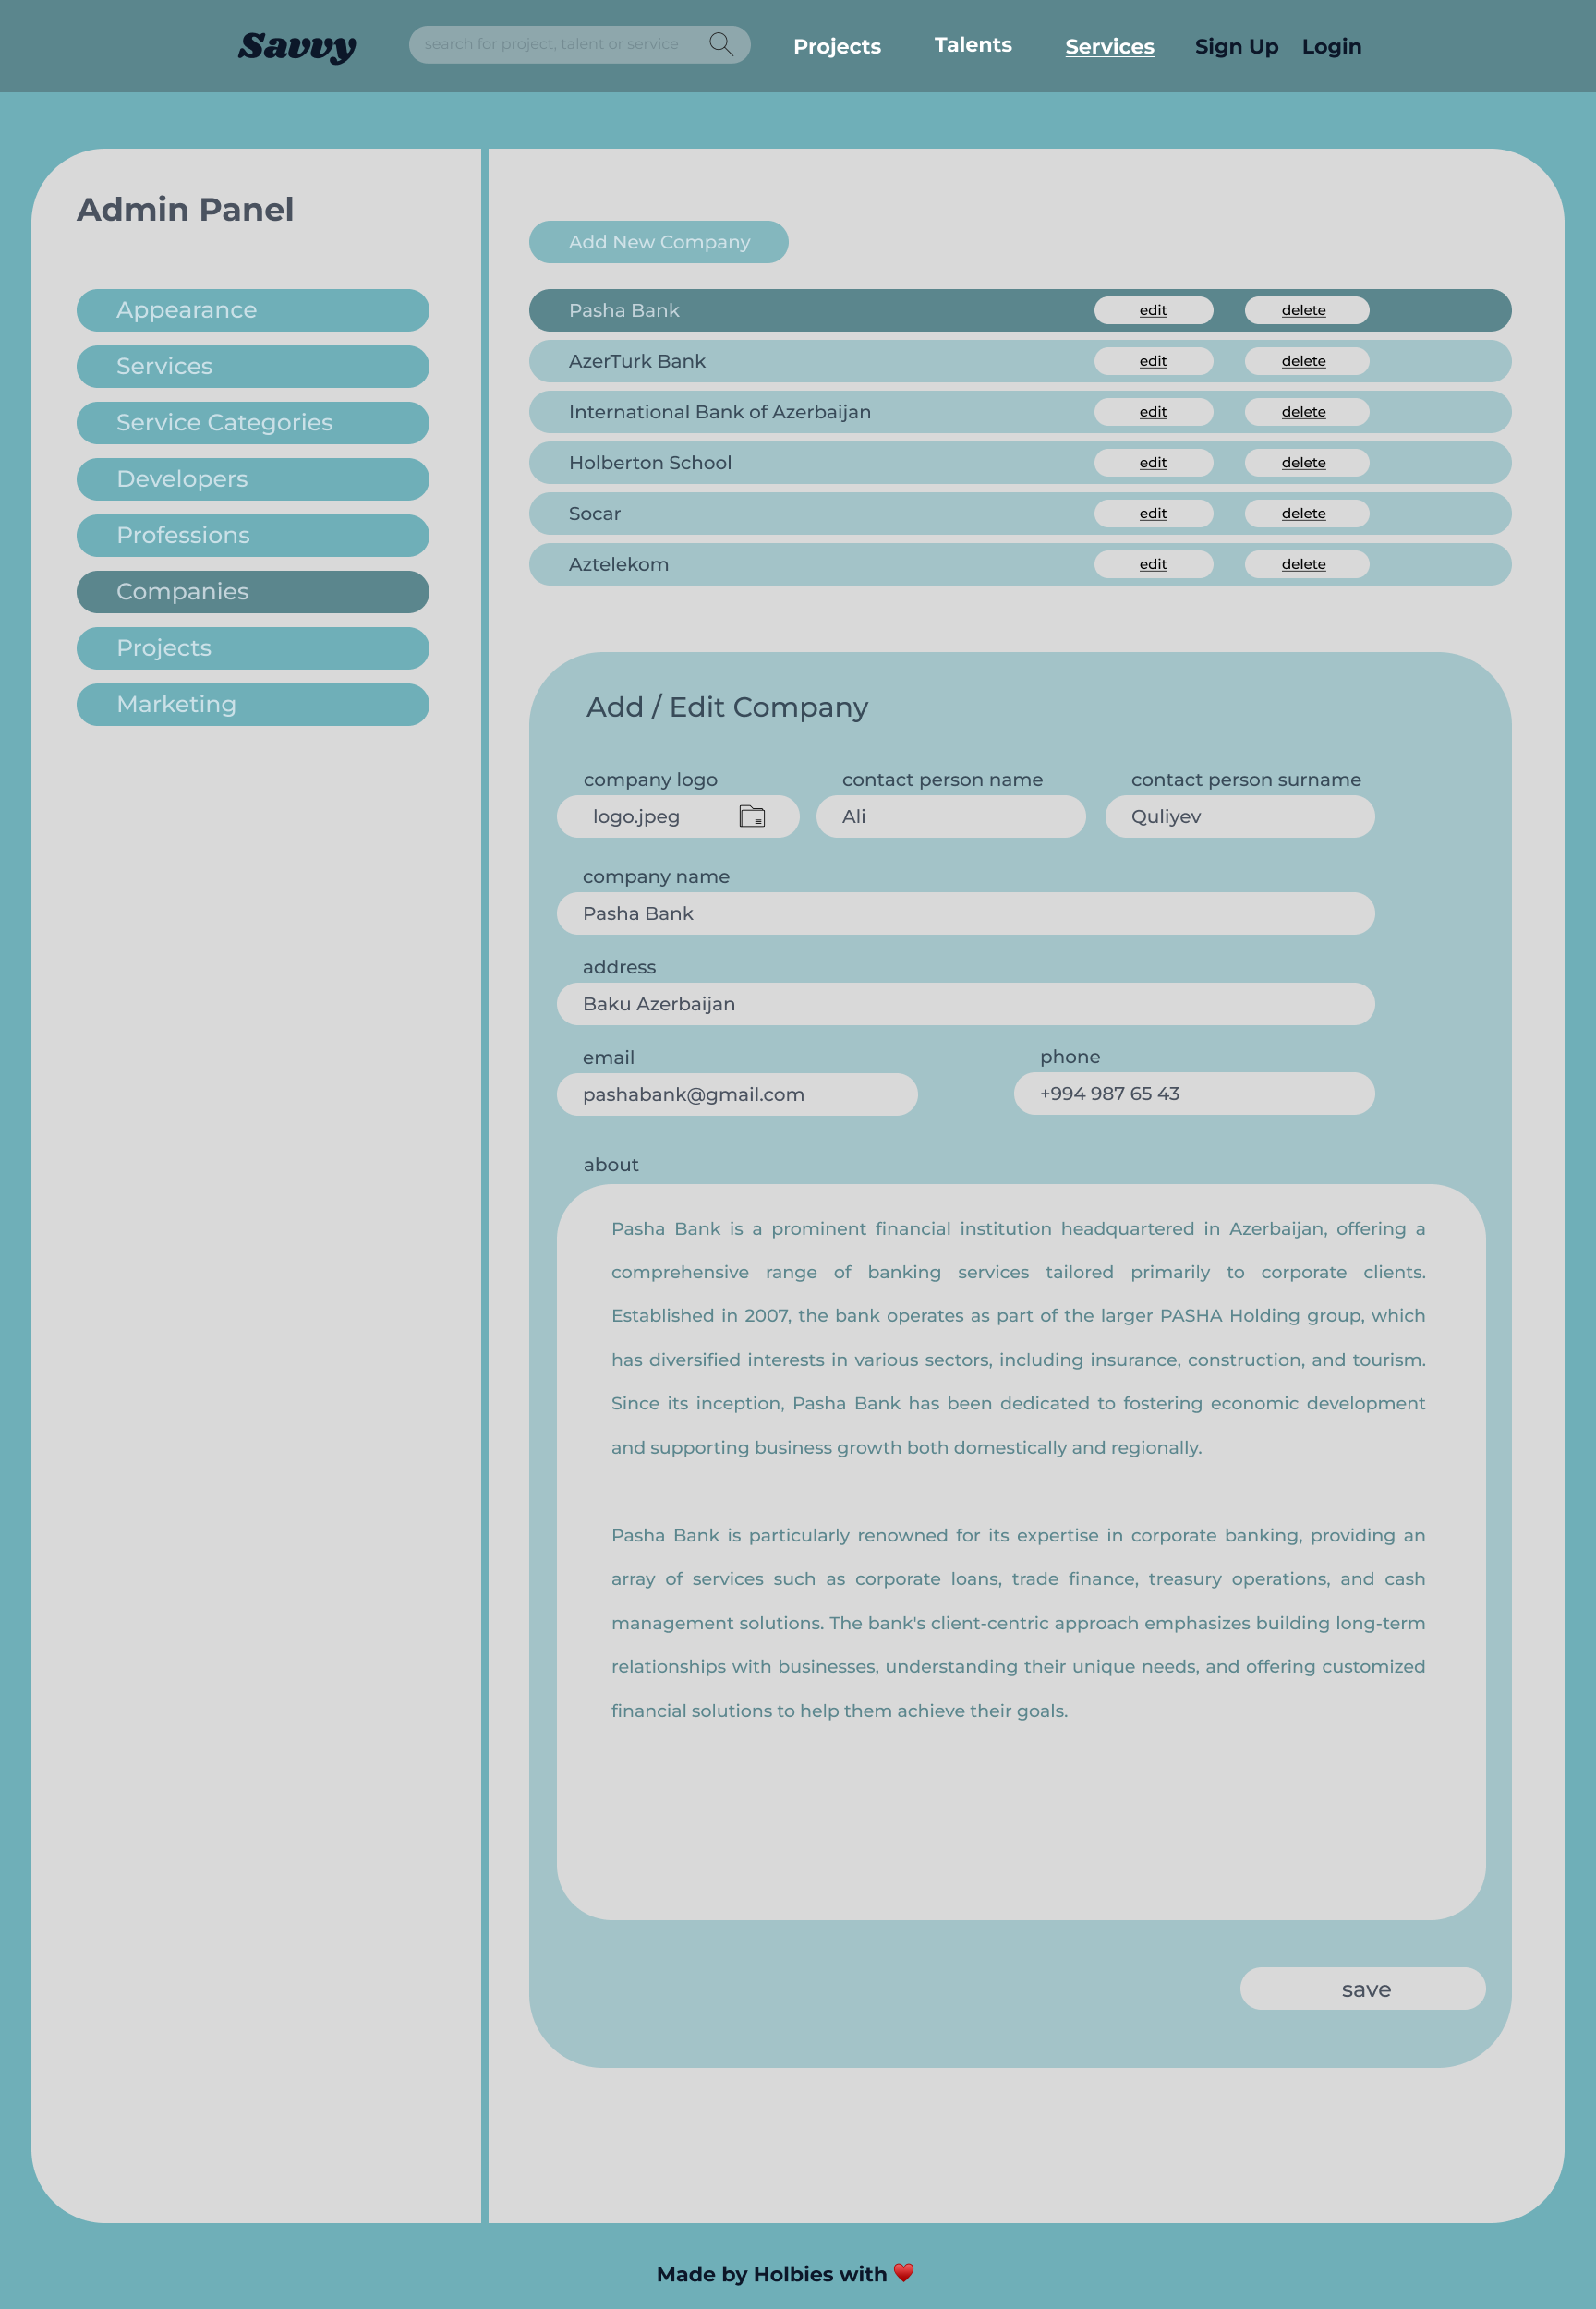 Savvy
search for project, talent or service
Projects
Talents
Services
Sign Up
Login
Admin Panel
Appearance
Services
Service Categories
Developers
Professions
Companies
Projects
Marketing
Add New Company
Pasha Bank edit delete
AzerTurk Bank edit delete
International Bank of Azerbaijan edit delete
Holberton School edit delete
Socar edit delete
Aztelekom edit delete
Add / Edit Company
company logo
logo.jpeg
contact person name
Ali
contact person surname
Quliyev
company name
Pasha Bank
address
Baku Azerbaijan
email
pashabank@gmail.com
phone
+994 987 65 43
about
Pasha Bank is a prominent financial institution headquartered in Azerbaijan, offering a
comprehensive range of banking services tailored primarily to corporate clients.
Established in 2007, the bank operates as part of the larger PASHA Holding group, which
has diversified interests in various sectors, including insurance, construction, and tourism.
Since its inception, Pasha Bank has been dedicated to fostering economic development
and supporting business growth both domestically and regionally.
Pasha Bank is particularly renowned for its expertise in corporate banking, providing an
array of services such as corporate loans, trade finance, treasury operations, and cash
management solutions. The bank's client-centric approach emphasizes building long-term
relationships with businesses, understanding their unique needs, and offering customized
financial solutions to help them achieve their goals.
save
Made by Holbies with ♥